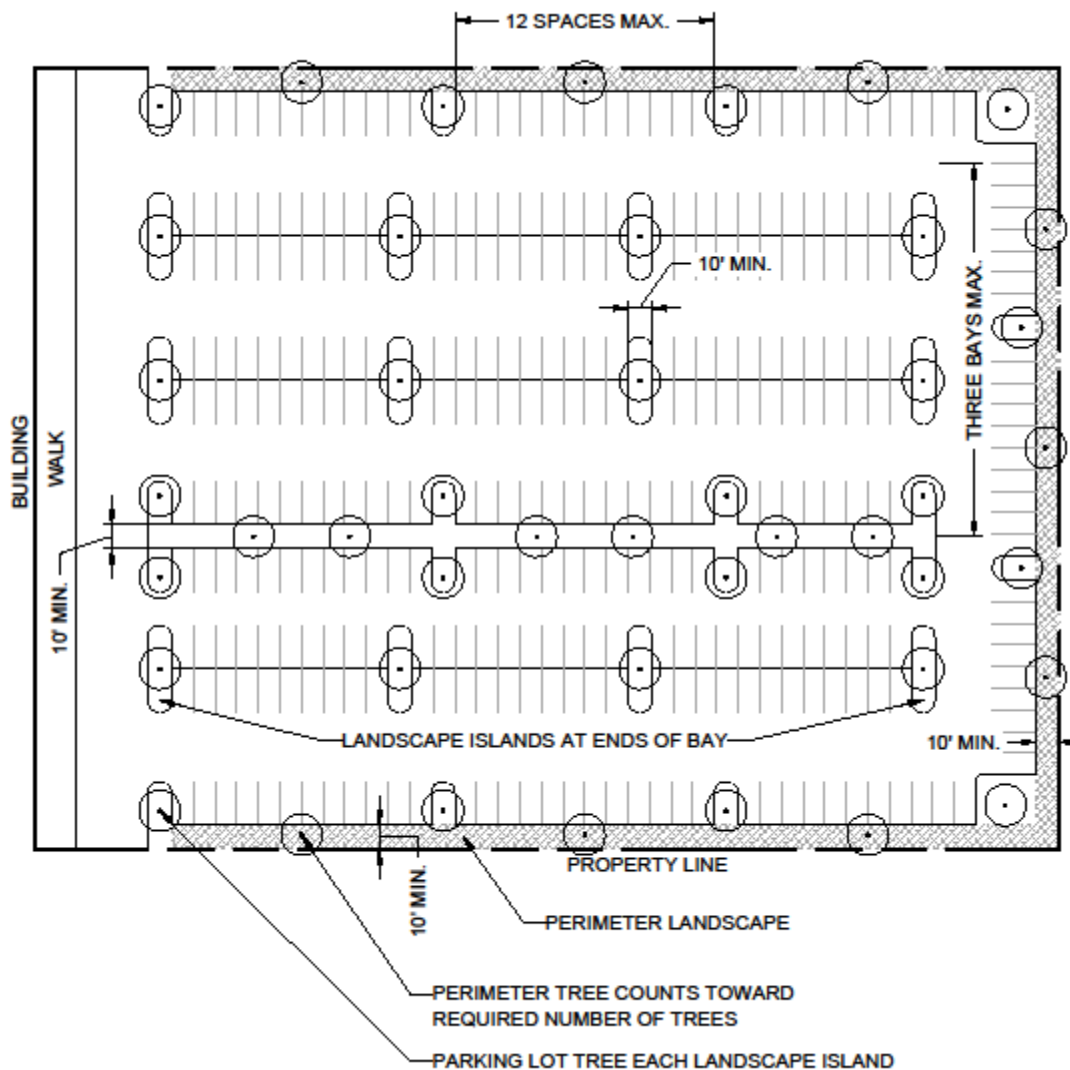 12 SPACES MAX.
10' MIN.
THREE BAYS MAX.
BUILDING
WALK
10' MIN.
LANDSCAPE ISLANDS AT ENDS OF BAY
10' MIN.
PROPERTY LINE
10' MIN.
PERIMETER LANDSCAPE
PERIMETER TREE COUNTS TOWARD
REQUIRED NUMBER OF TREES
PARKING LOT TREE EACH LANDSCAPE ISLAND